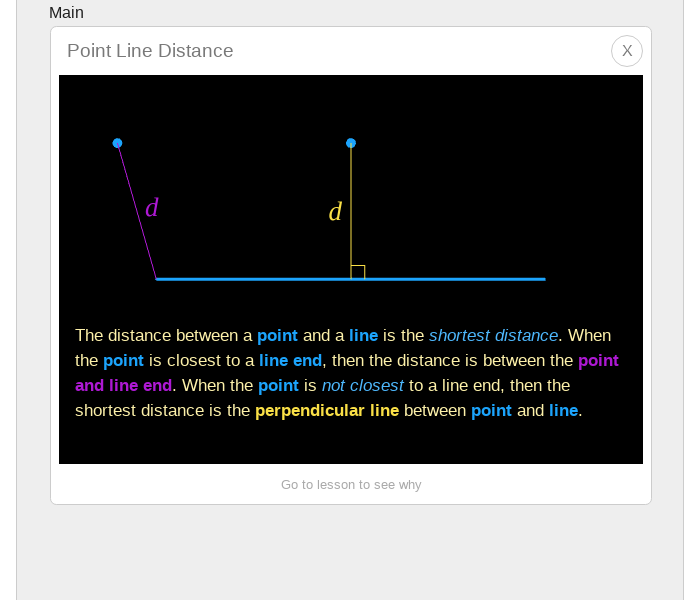 Main
Point Line Distance
X
d
d
The distance between a point and a line is the shortest distance. When
the point is closest to a line end, then the distance is between the point
and line end. When the point is not closest to a line end, then the
shortest distance is the perpendicular line between point and line.
Go to lesson to see why